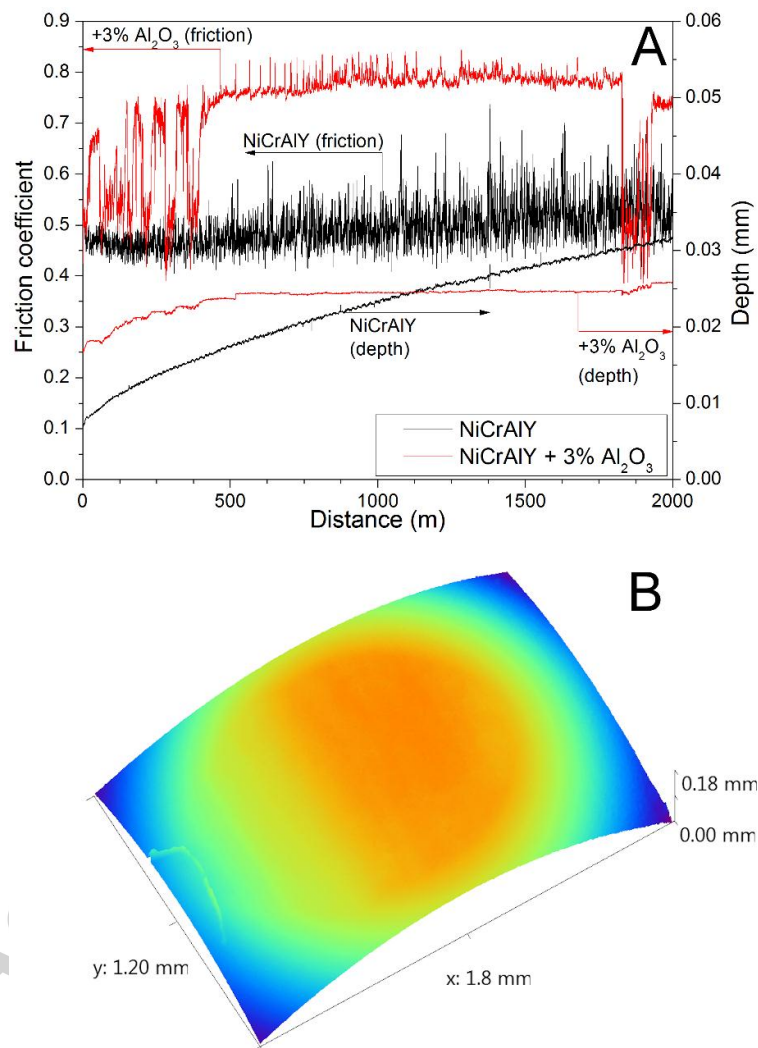 A
+3% Al₂O₃ (friction)
NiCrAlY (friction)
NiCrAlY
(depth)
+3% Al₂O₃
(depth)
NiCrAlY
NiCrAlY + 3% Al₂O₃
Friction coefficient
0.9
0.8
0.7
0.6
0.5
0.4
0.3
0.2
0.1
0.0
Depth (mm)
0.06
0.05
0.04
0.03
0.02
0.01
0.00
0 500 1000 1500 2000
Distance (m)
B
0.18 mm
0.00 mm
y: 1.20 mm
x: 1.8 mm